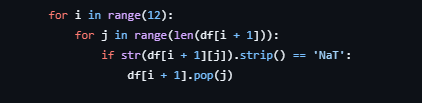 for i in range(12):
    for j in range(len(df[i + 1])):
        if str(df[i + 1][j]).strip() == 'NaT':
            df[i + 1].pop(j)